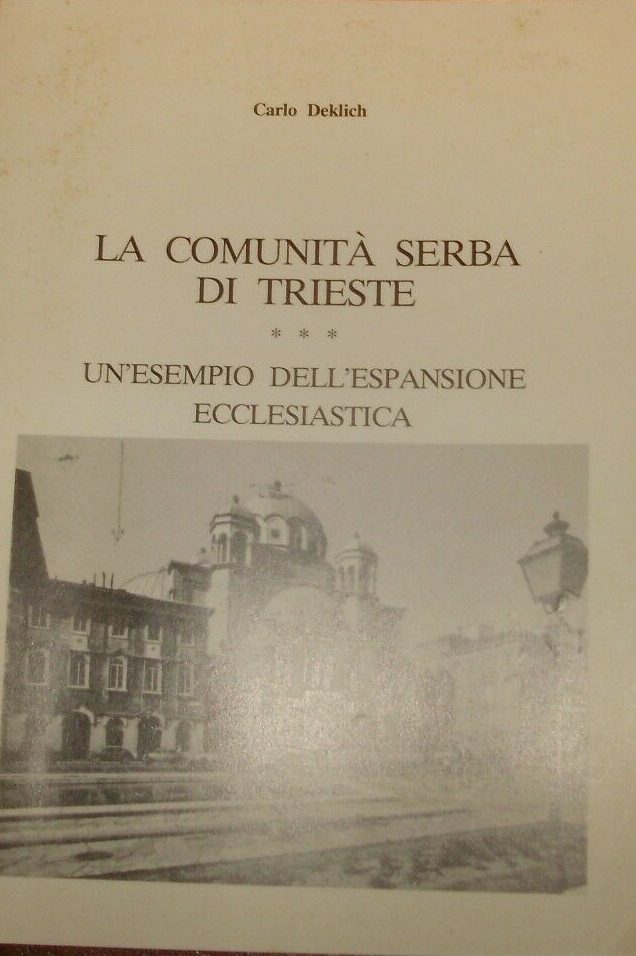 Carlo Deklich
LA COMUNITÀ SERBA
DI TRIESTE
* * *
UN'ESEMPIO DELL'ESPANSIONE
ECCLESIASTICA